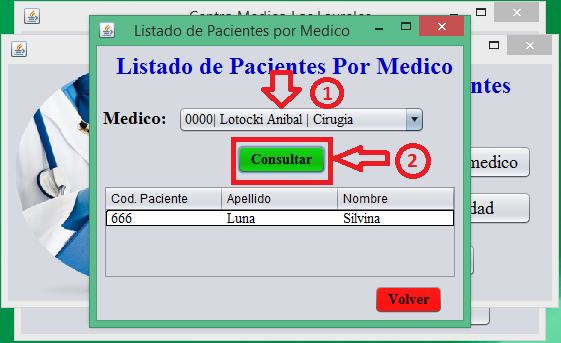 Centro Medico Los Laureles
Listado de Pacientes por Medico
Listado de Pacientes Por Medico
entes
1
Medico:
0000| Lotocki Anibal | Cirugia
Consultar
2
medico
Cod. Paciente Apellido Nombre
666 Luna Silvina
dad
Volver